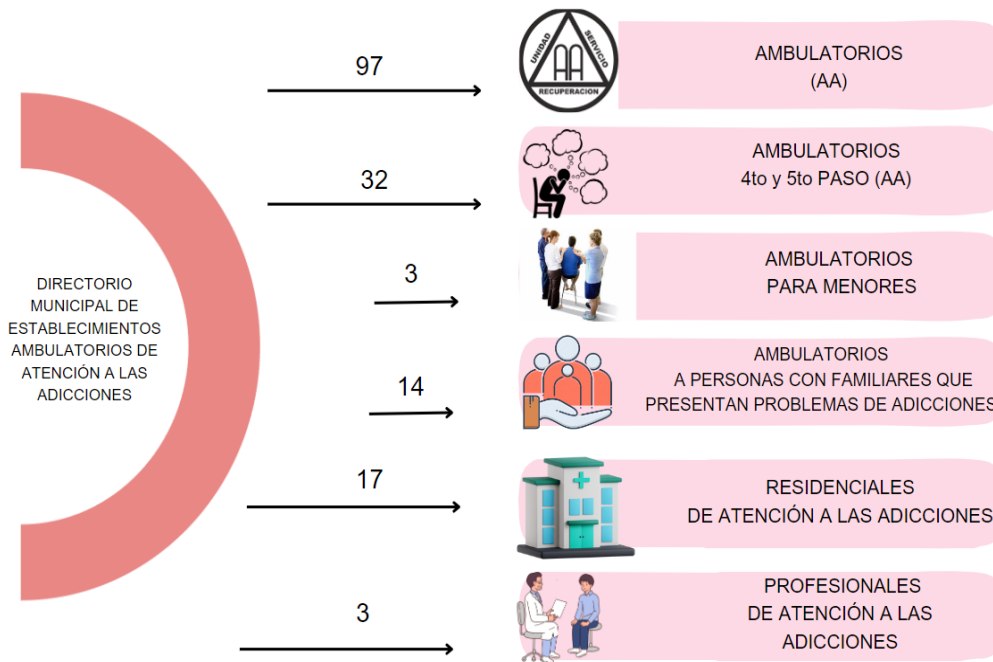 DIRECTORIO
MUNICIPAL DE
ESTABLECIMIENTOS
AMBULATORIOS DE
ATENCIÓN A LAS
ADICCIONES
97
UNIDAD
SERVICIO
AA
RECUPERACION
AMBULATORIOS
(AA)
32
AMBULATORIOS
4to y 5to PASO (AA)
3
AMBULATORIOS
PARA MENORES
14
AMBULATORIOS
A PERSONAS CON FAMILIARES QUE
PRESENTAN PROBLEMAS DE ADICCIONES
17
RESIDENCIALES
DE ATENCIÓN A LAS ADICCIONES
3
PROFESIONALES
DE ATENCIÓN A LAS
ADICCIONES